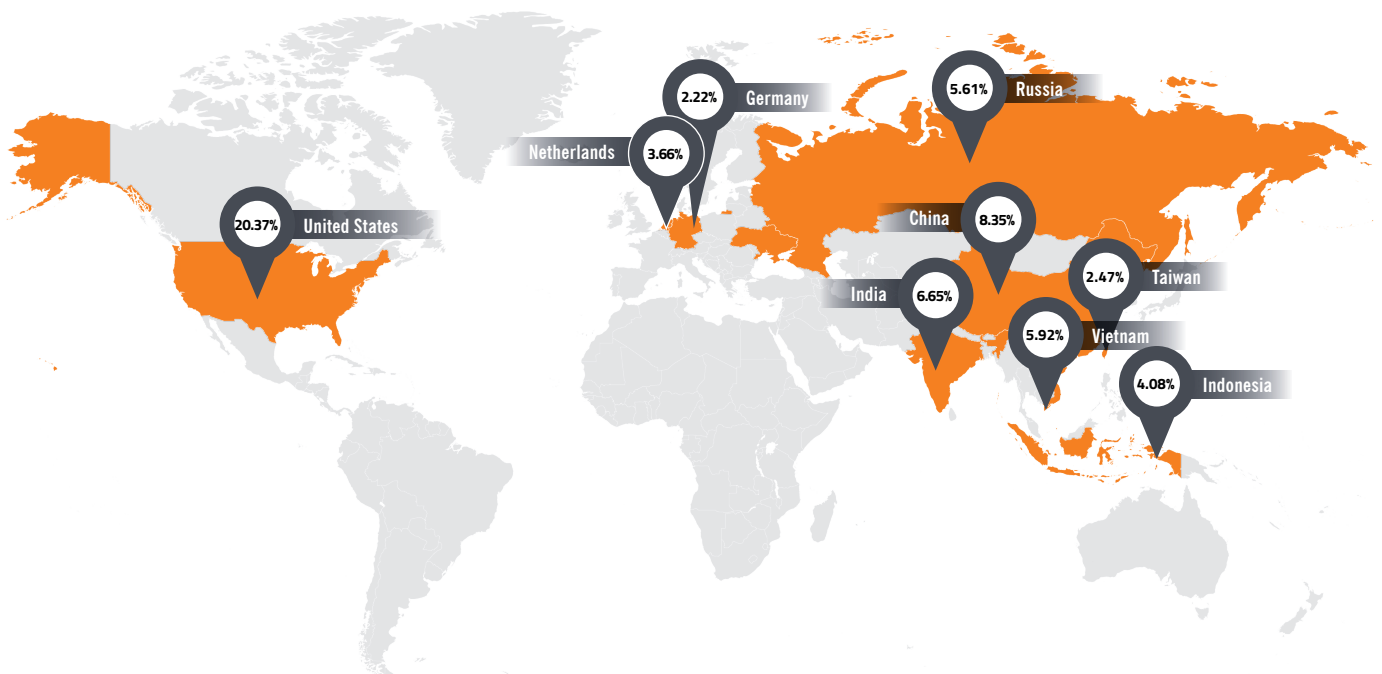 2.22% Germany
Netherlands 3.66%
5.61% Russia
20.37% United States
China 8.35%
India 6.65%
2.47% Taiwan
5.92% Vietnam
4.08% Indonesia